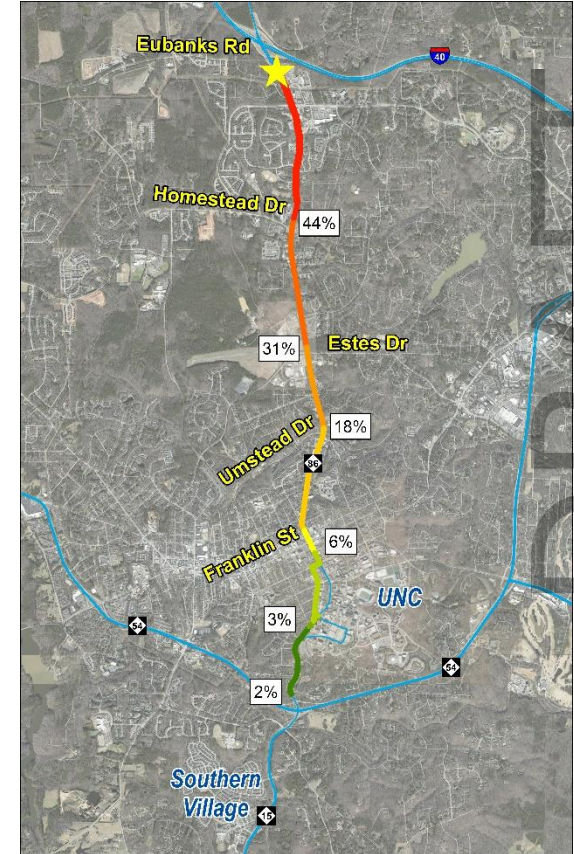 Eubanks Rd
40
Homestead Dr
44%
31%
Estes Dr
18%
Umstead Dr
86
Franklin St
6%
UNC
3%
54
54
2%
Southern
Village
15